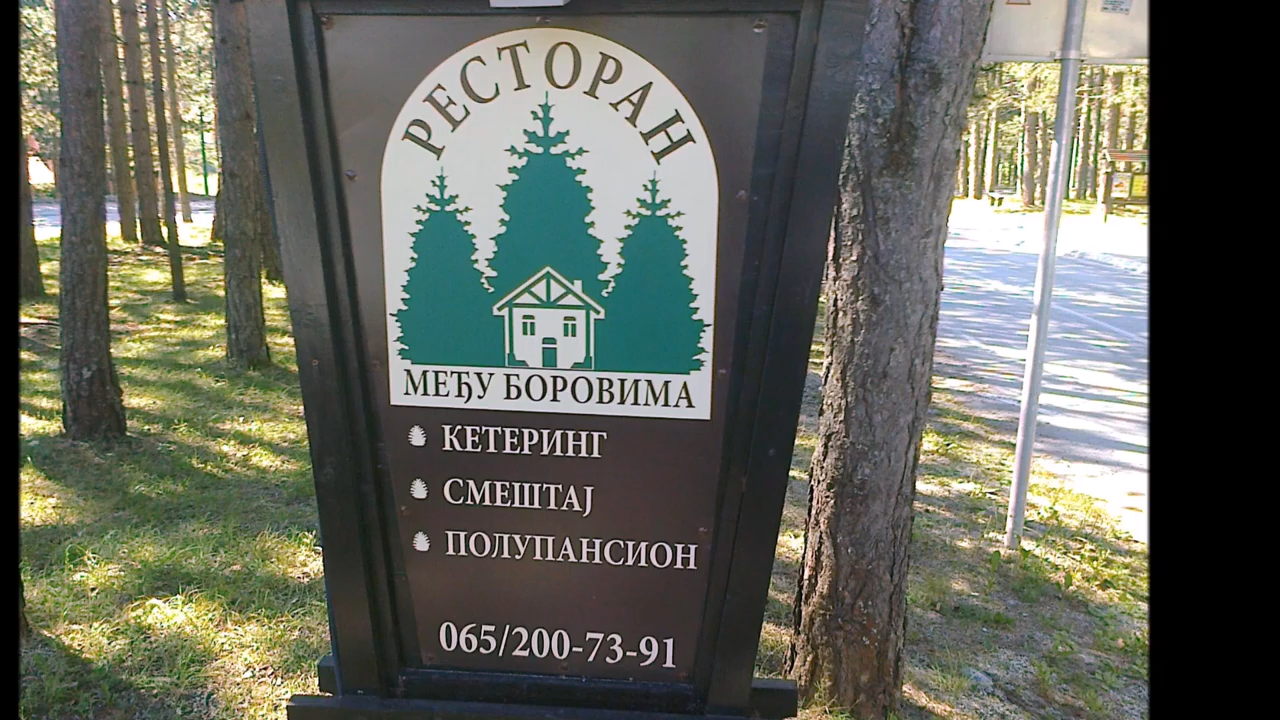 РЕСТОРАН
МЕЂУ БОРОВИМА
КЕТЕРИНГ
СМЕШТАЈ
ПОЛУПАНСИОН
065/200-73-91